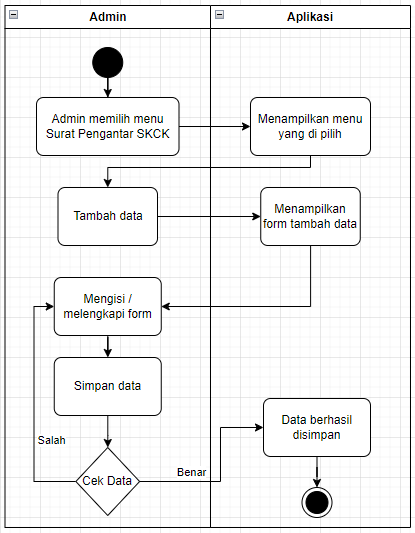 Admin
Aplikasi
Admin memilih menu
Surat Pengantar SKCK
Menampilkan menu
yang di pilih
Tambah data
Menampilkan
form tambah data
Mengisi /
melengkapi form
Simpan data
Salah
Cek Data
Benar
Data berhasil
disimpan